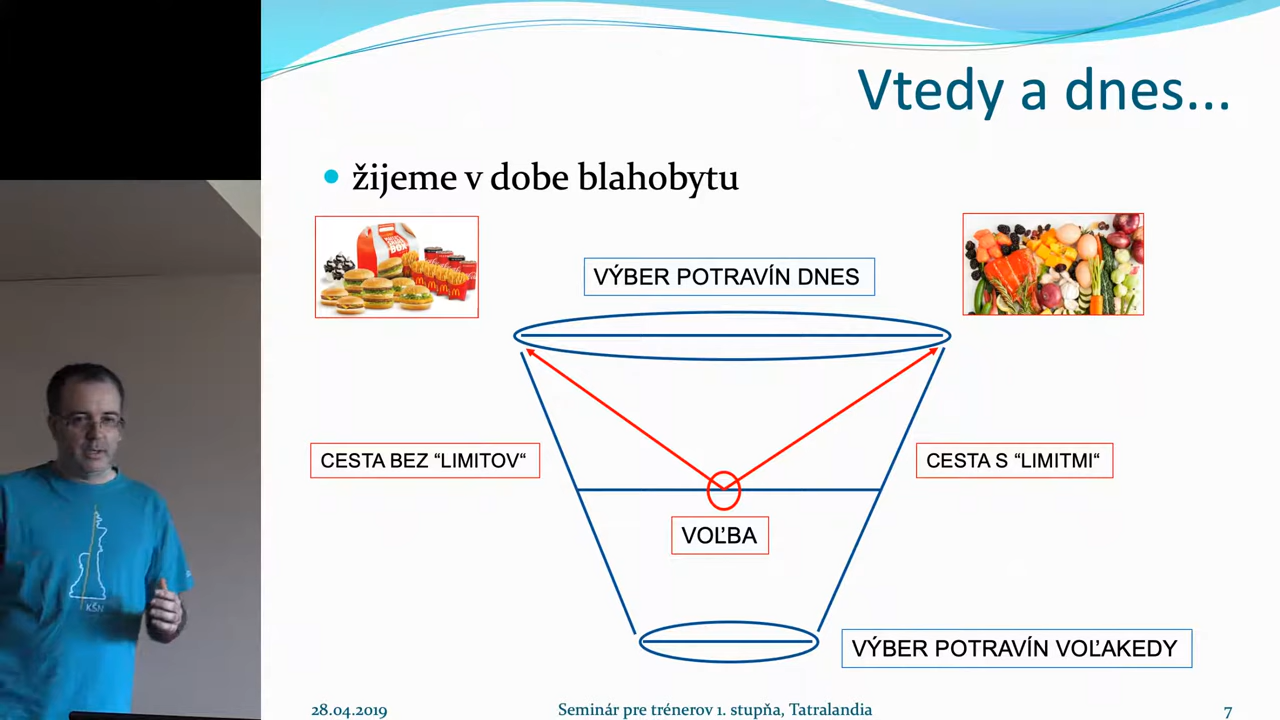 Vtedy a dnes...
• žijeme v dobe blahobytu
VÝBER POTRAVÍN DNES
CESTA BEZ “LIMITOV“
CESTA S “LIMITMI“
VOĽBA
VÝBER POTRAVÍN VOĽAKEDY
KŠN
28.04.2019
Seminár pre trénerov 1. stupňa, Tatralandia
7